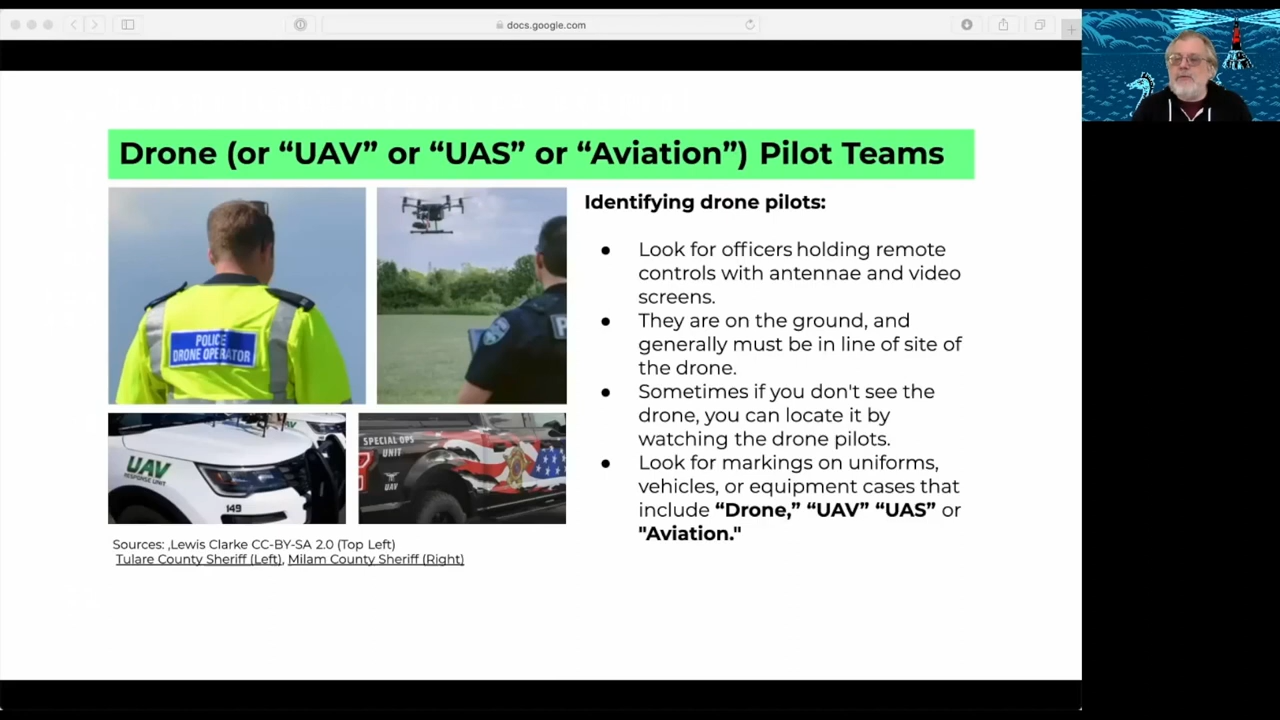 docs.google.com
Drone (or “UAV” or “UAS” or “Aviation”) Pilot Teams
POLICE
DRONE OPERATOR
UAV
RESPONSE UNIT
149
SPECIAL OPS
UNIT
UAV
Sources: ,Lewis Clarke CC-BY-SA 2.0 (Top Left)
Tulare County Sheriff (Left), Milam County Sheriff (Right)
Identifying drone pilots:
● Look for officers holding remote
controls with antennae and video
screens.
● They are on the ground, and
generally must be in line of site of
the drone.
● Sometimes if you don't see the
drone, you can locate it by
watching the drone pilots.
● Look for markings on uniforms,
vehicles, or equipment cases that
include “Drone,” “UAV” “UAS” or
"Aviation."